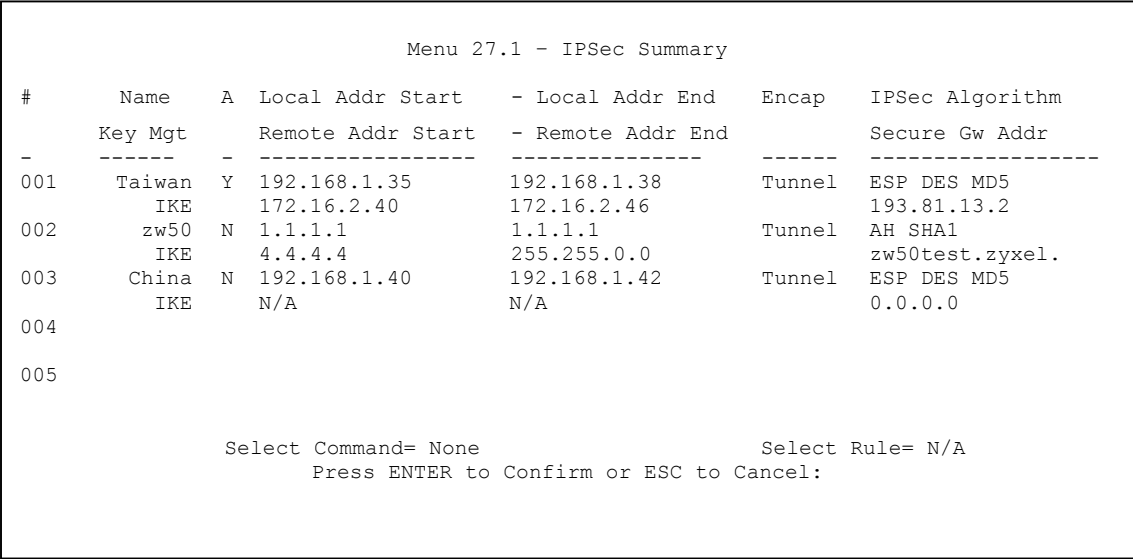 Menu 27.1 – IPSec Summary
# Name A Local Addr Start - Local Addr End Encap IPSec Algorithm
Key Mgt Remote Addr Start - Remote Addr End Secure Gw Addr
- ------ - ----------------- --------------- ------ ------------------
001 Taiwan Y 192.168.1.35 192.168.1.38 Tunnel ESP DES MD5
IKE 172.16.2.40 172.16.2.46 193.81.13.2
002 zw50 N 1.1.1.1 1.1.1.1 Tunnel AH SHA1
IKE 4.4.4.4 255.255.0.0 zw50test.zyxel.
003 China N 192.168.1.40 192.168.1.42 Tunnel ESP DES MD5
IKE N/A N/A 0.0.0.0
004
005
Select Command= None Select Rule= N/A
Press ENTER to Confirm or ESC to Cancel: